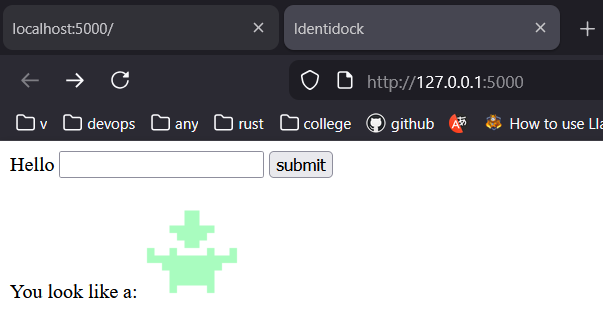 localhost:5000/
Identidock
http://127.0.0.1:5000
v devops any rust college github How to use Lla
Hello submit
You look like a: